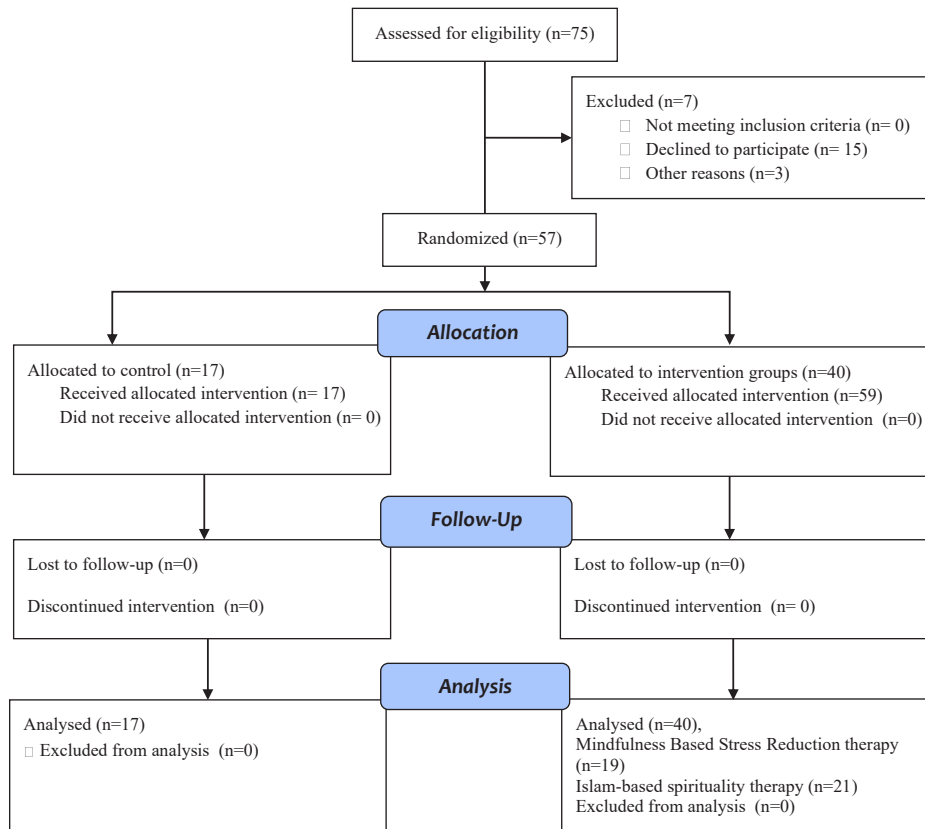 Assessed for eligibility (n=75)
Excluded (n=7)
□ Not meeting inclusion criteria (n= 0)
□ Declined to participate (n= 15)
□ Other reasons (n=3)
Randomized (n=57)
Allocation
Allocated to control (n=17)
Received allocated intervention (n= 17)
Did not receive allocated intervention (n= 0)
Allocated to intervention groups (n=40)
Received allocated intervention (n=59)
Did not receive allocated intervention (n=0)
Follow-Up
Lost to follow-up (n=0)
Discontinued intervention (n=0)
Lost to follow-up (n=0)
Discontinued intervention (n= 0)
Analysis
Analysed (n=17)
□ Excluded from analysis (n=0)
Analysed (n=40),
Mindfulness Based Stress Reduction therapy
(n=19)
Islam-based spirituality therapy (n=21)
Excluded from analysis (n=0)